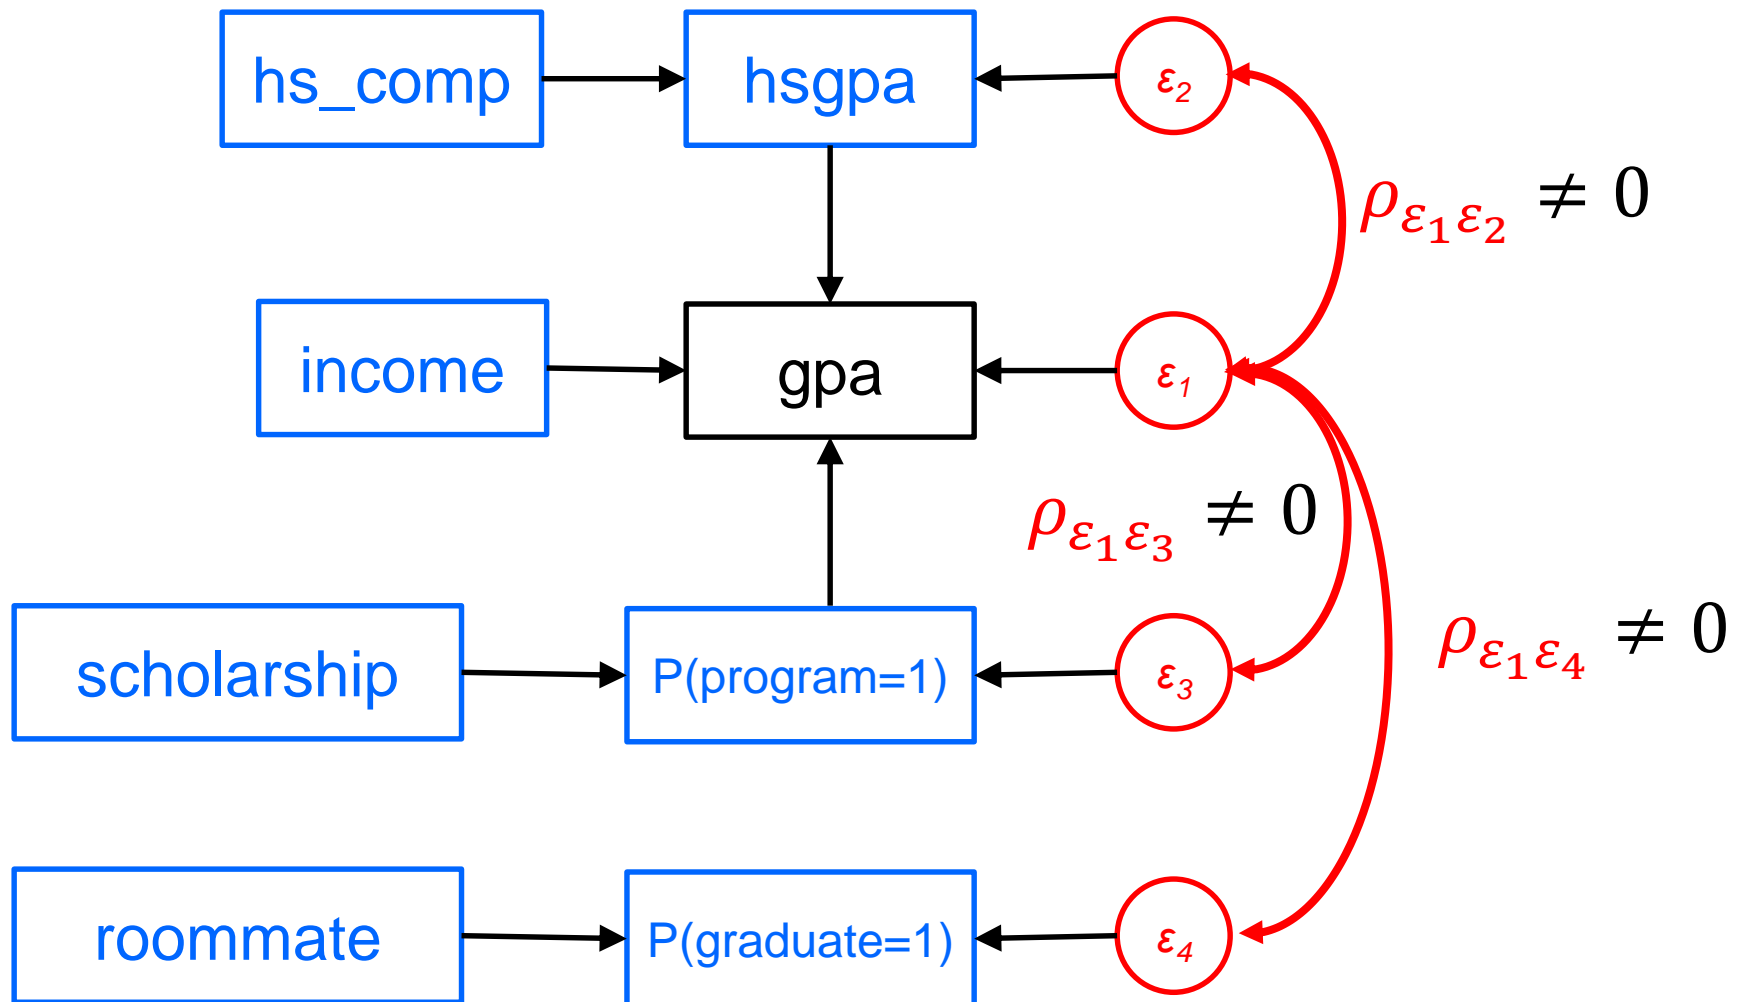 hs_comp
hsgpa
ε2
ρε1ε2 ≠ 0
income
gpa
ε1
ρε1ε3 ≠ 0
scholarship
P(program=1)
ε3
ρε1ε4 ≠ 0
roommate
P(graduate=1)
ε4